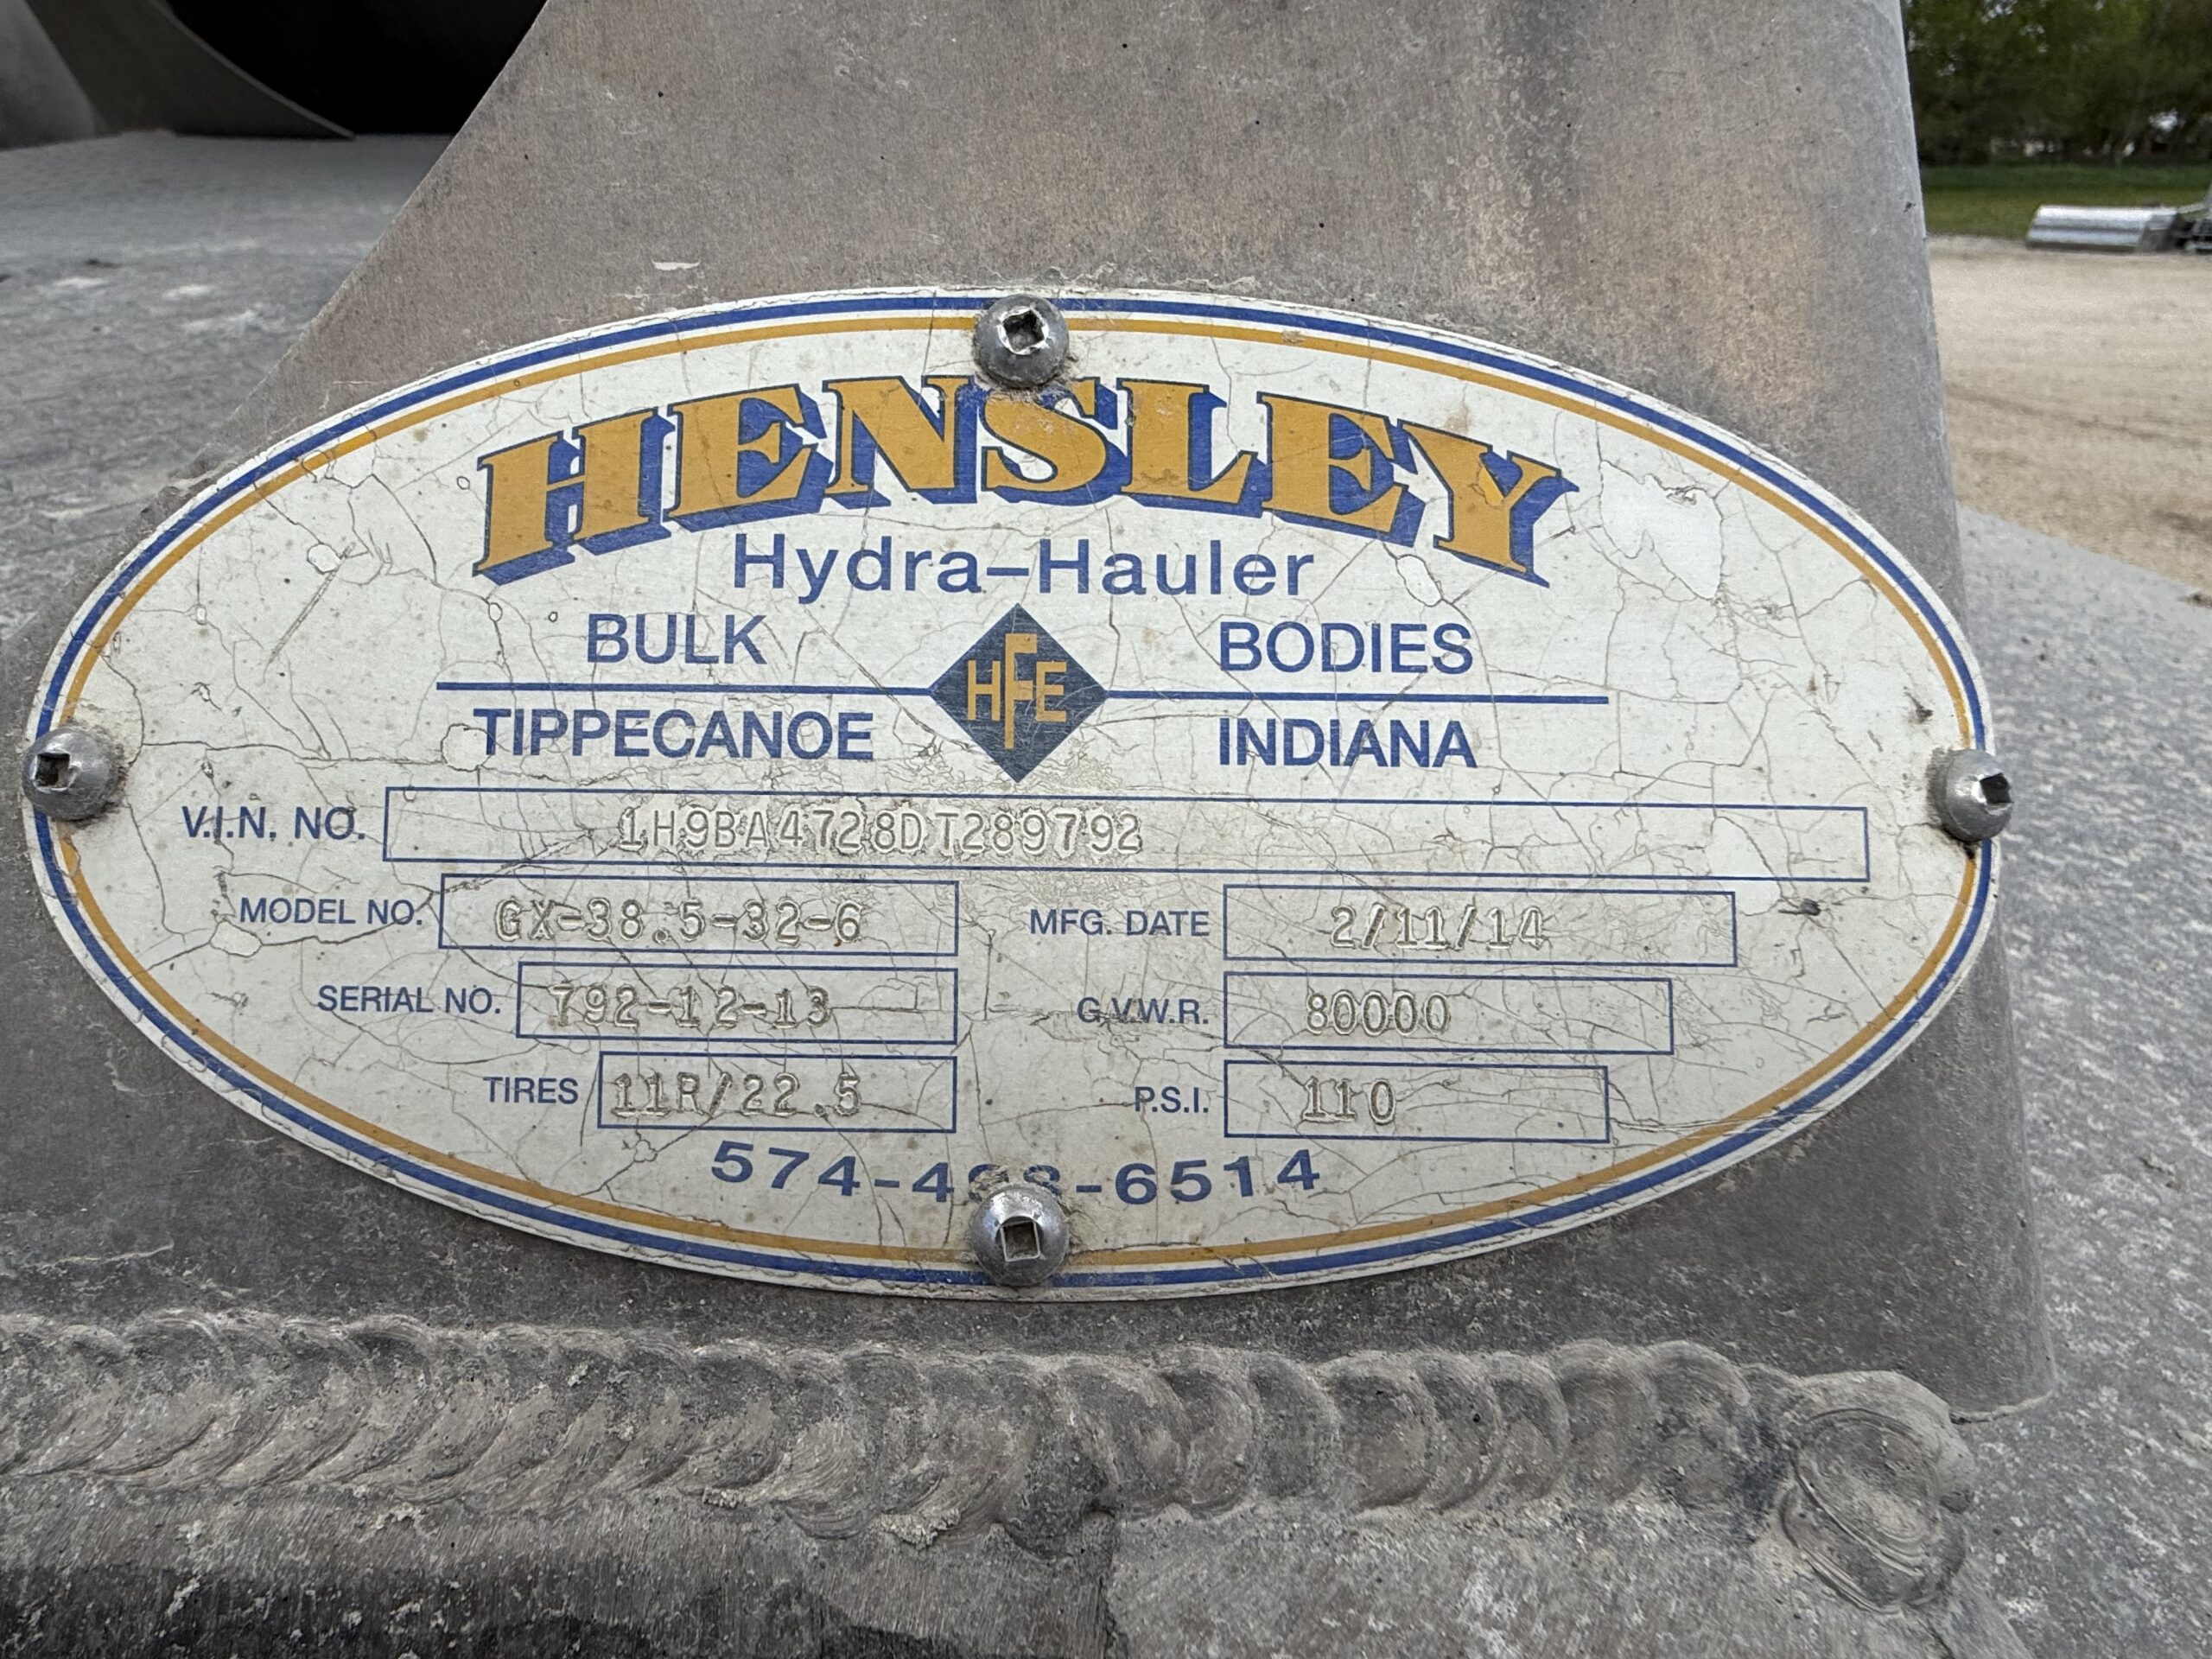 HENSLEY
Hydra-Hauler
BULK BODIES
HFE
TIPPECANOE INDIANA
V.I.N. NO. 1H9BA4728DT289792
MODEL NO. GX-38.5-32-6 MFG. DATE 2/11/14
SERIAL NO. 792-12-13 G.V.W.R. 80000
TIRES 11R/22.5 P.S.I. 110